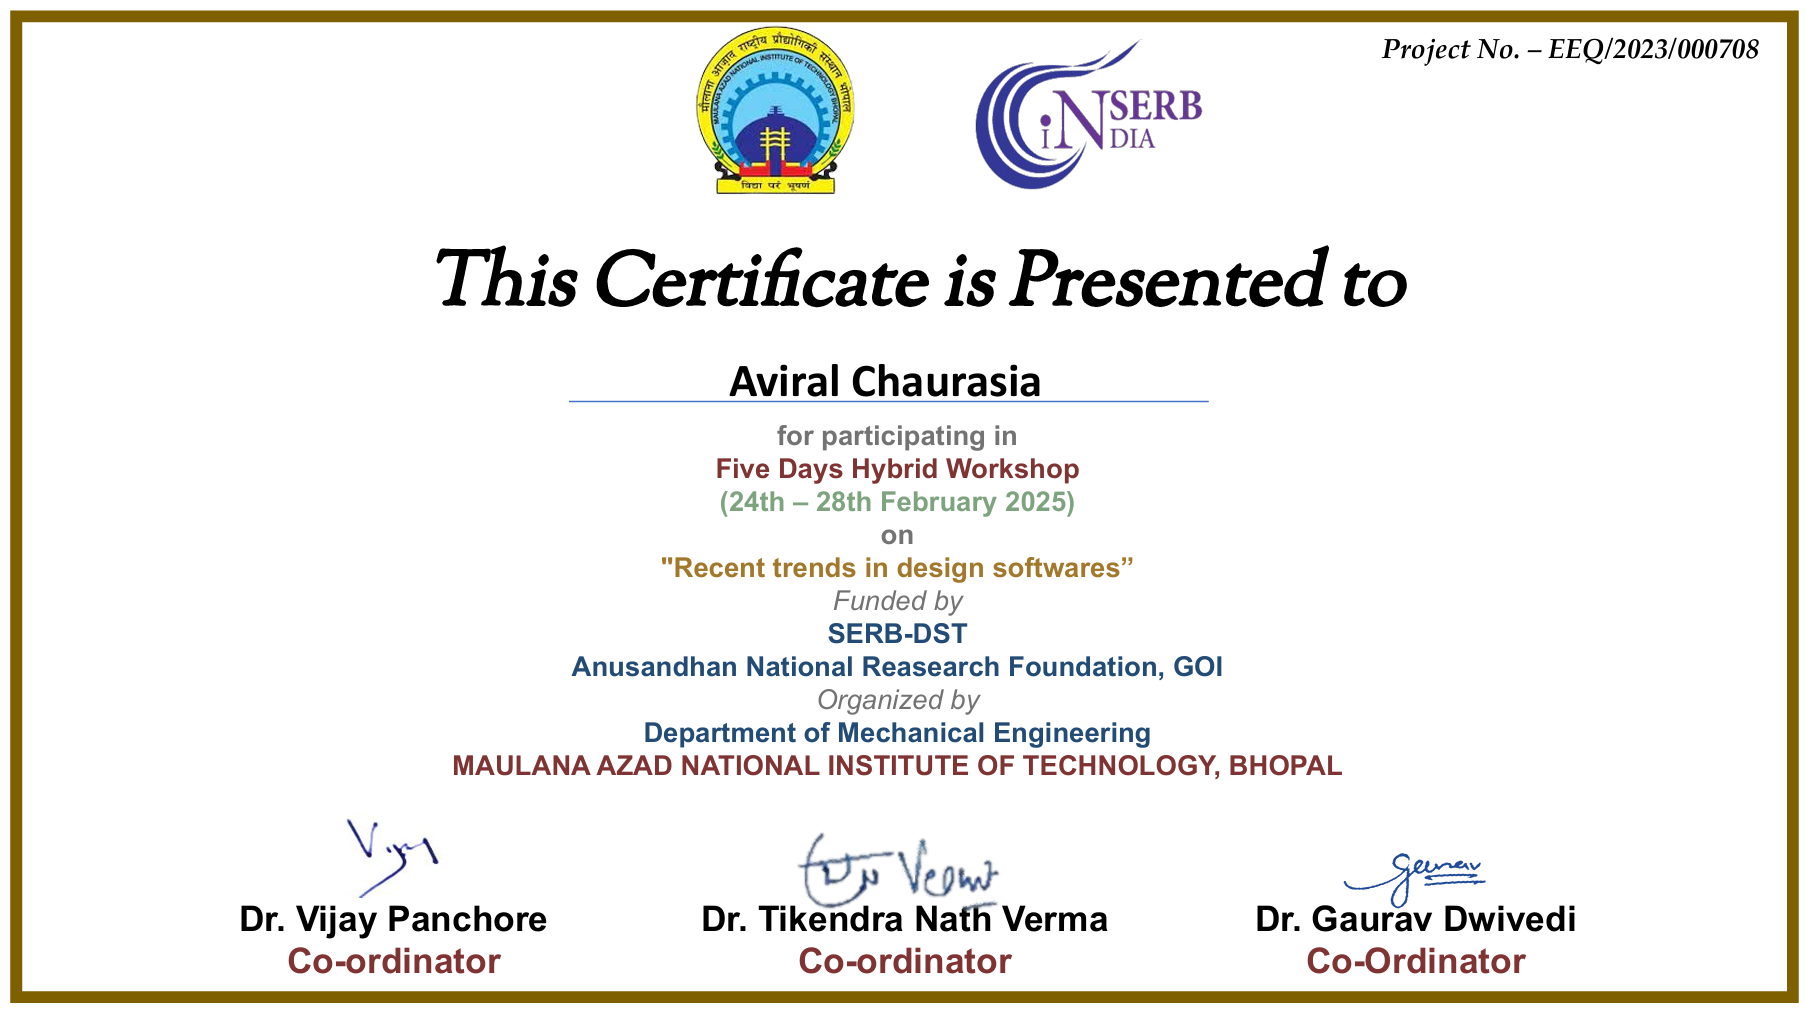 Project No. – EEQ/2023/000708
मौलाना आज़ाद राष्ट्रीय प्रौद्योगिकी संस्थान भोपाल
MAULANA AZAD NATIONAL INSTITUTE OF TECHNOLOGY BHOPAL
विद्या परं भूषणं
SERB
iNDIA
This Certificate is Presented to
Aviral Chaurasia
for participating in
Five Days Hybrid Workshop
(24th – 28th February 2025)
on
"Recent trends in design softwares”
Funded by
SERB-DST
Anusandhan National Reasearch Foundation, GOI
Organized by
Department of Mechanical Engineering
MAULANA AZAD NATIONAL INSTITUTE OF TECHNOLOGY, BHOPAL
Vijay
Verma
Gaurav
Dr. Vijay Panchore
Dr. Tikendra Nath Verma
Dr. Gaurav Dwivedi
Co-ordinator
Co-ordinator
Co-Ordinator